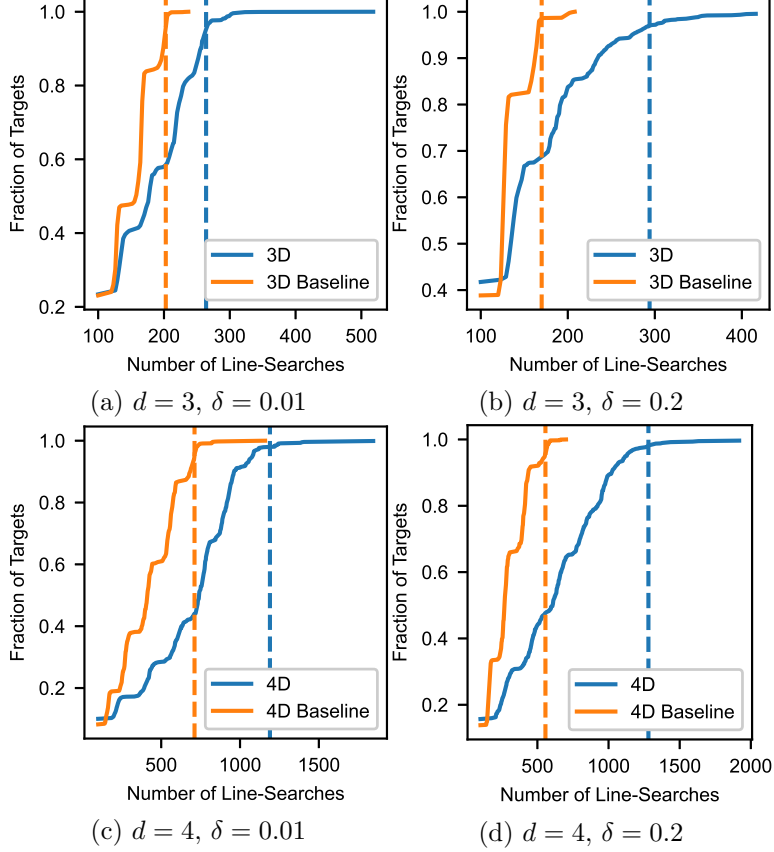 1.0
0.8
0.6
0.4
0.2
Fraction of Targets
100 200 300 400 500
Number of Line-Searches
3D
3D Baseline
(a) d = 3, δ = 0.01
1.0
0.9
0.8
0.7
0.6
0.5
0.4
Fraction of Targets
100 200 300 400
Number of Line-Searches
3D
3D Baseline
(b) d = 3, δ = 0.2
1.0
0.8
0.6
0.4
0.2
Fraction of Targets
500 1000 1500
Number of Line-Searches
4D
4D Baseline
(c) d = 4, δ = 0.01
1.0
0.8
0.6
0.4
0.2
Fraction of Targets
500 1000 1500 2000
Number of Line-Searches
4D
4D Baseline
(d) d = 4, δ = 0.2